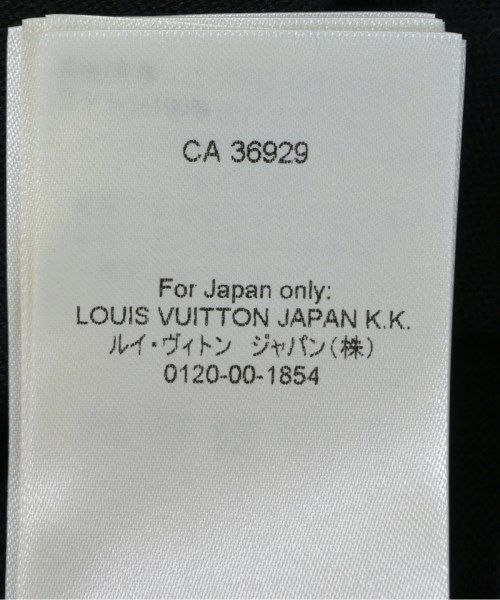 CA 36929
For Japan only:
LOUIS VUITTON JAPAN K.K.
ルイ・ヴィトン　ジャパン(株)
0120-00-1854